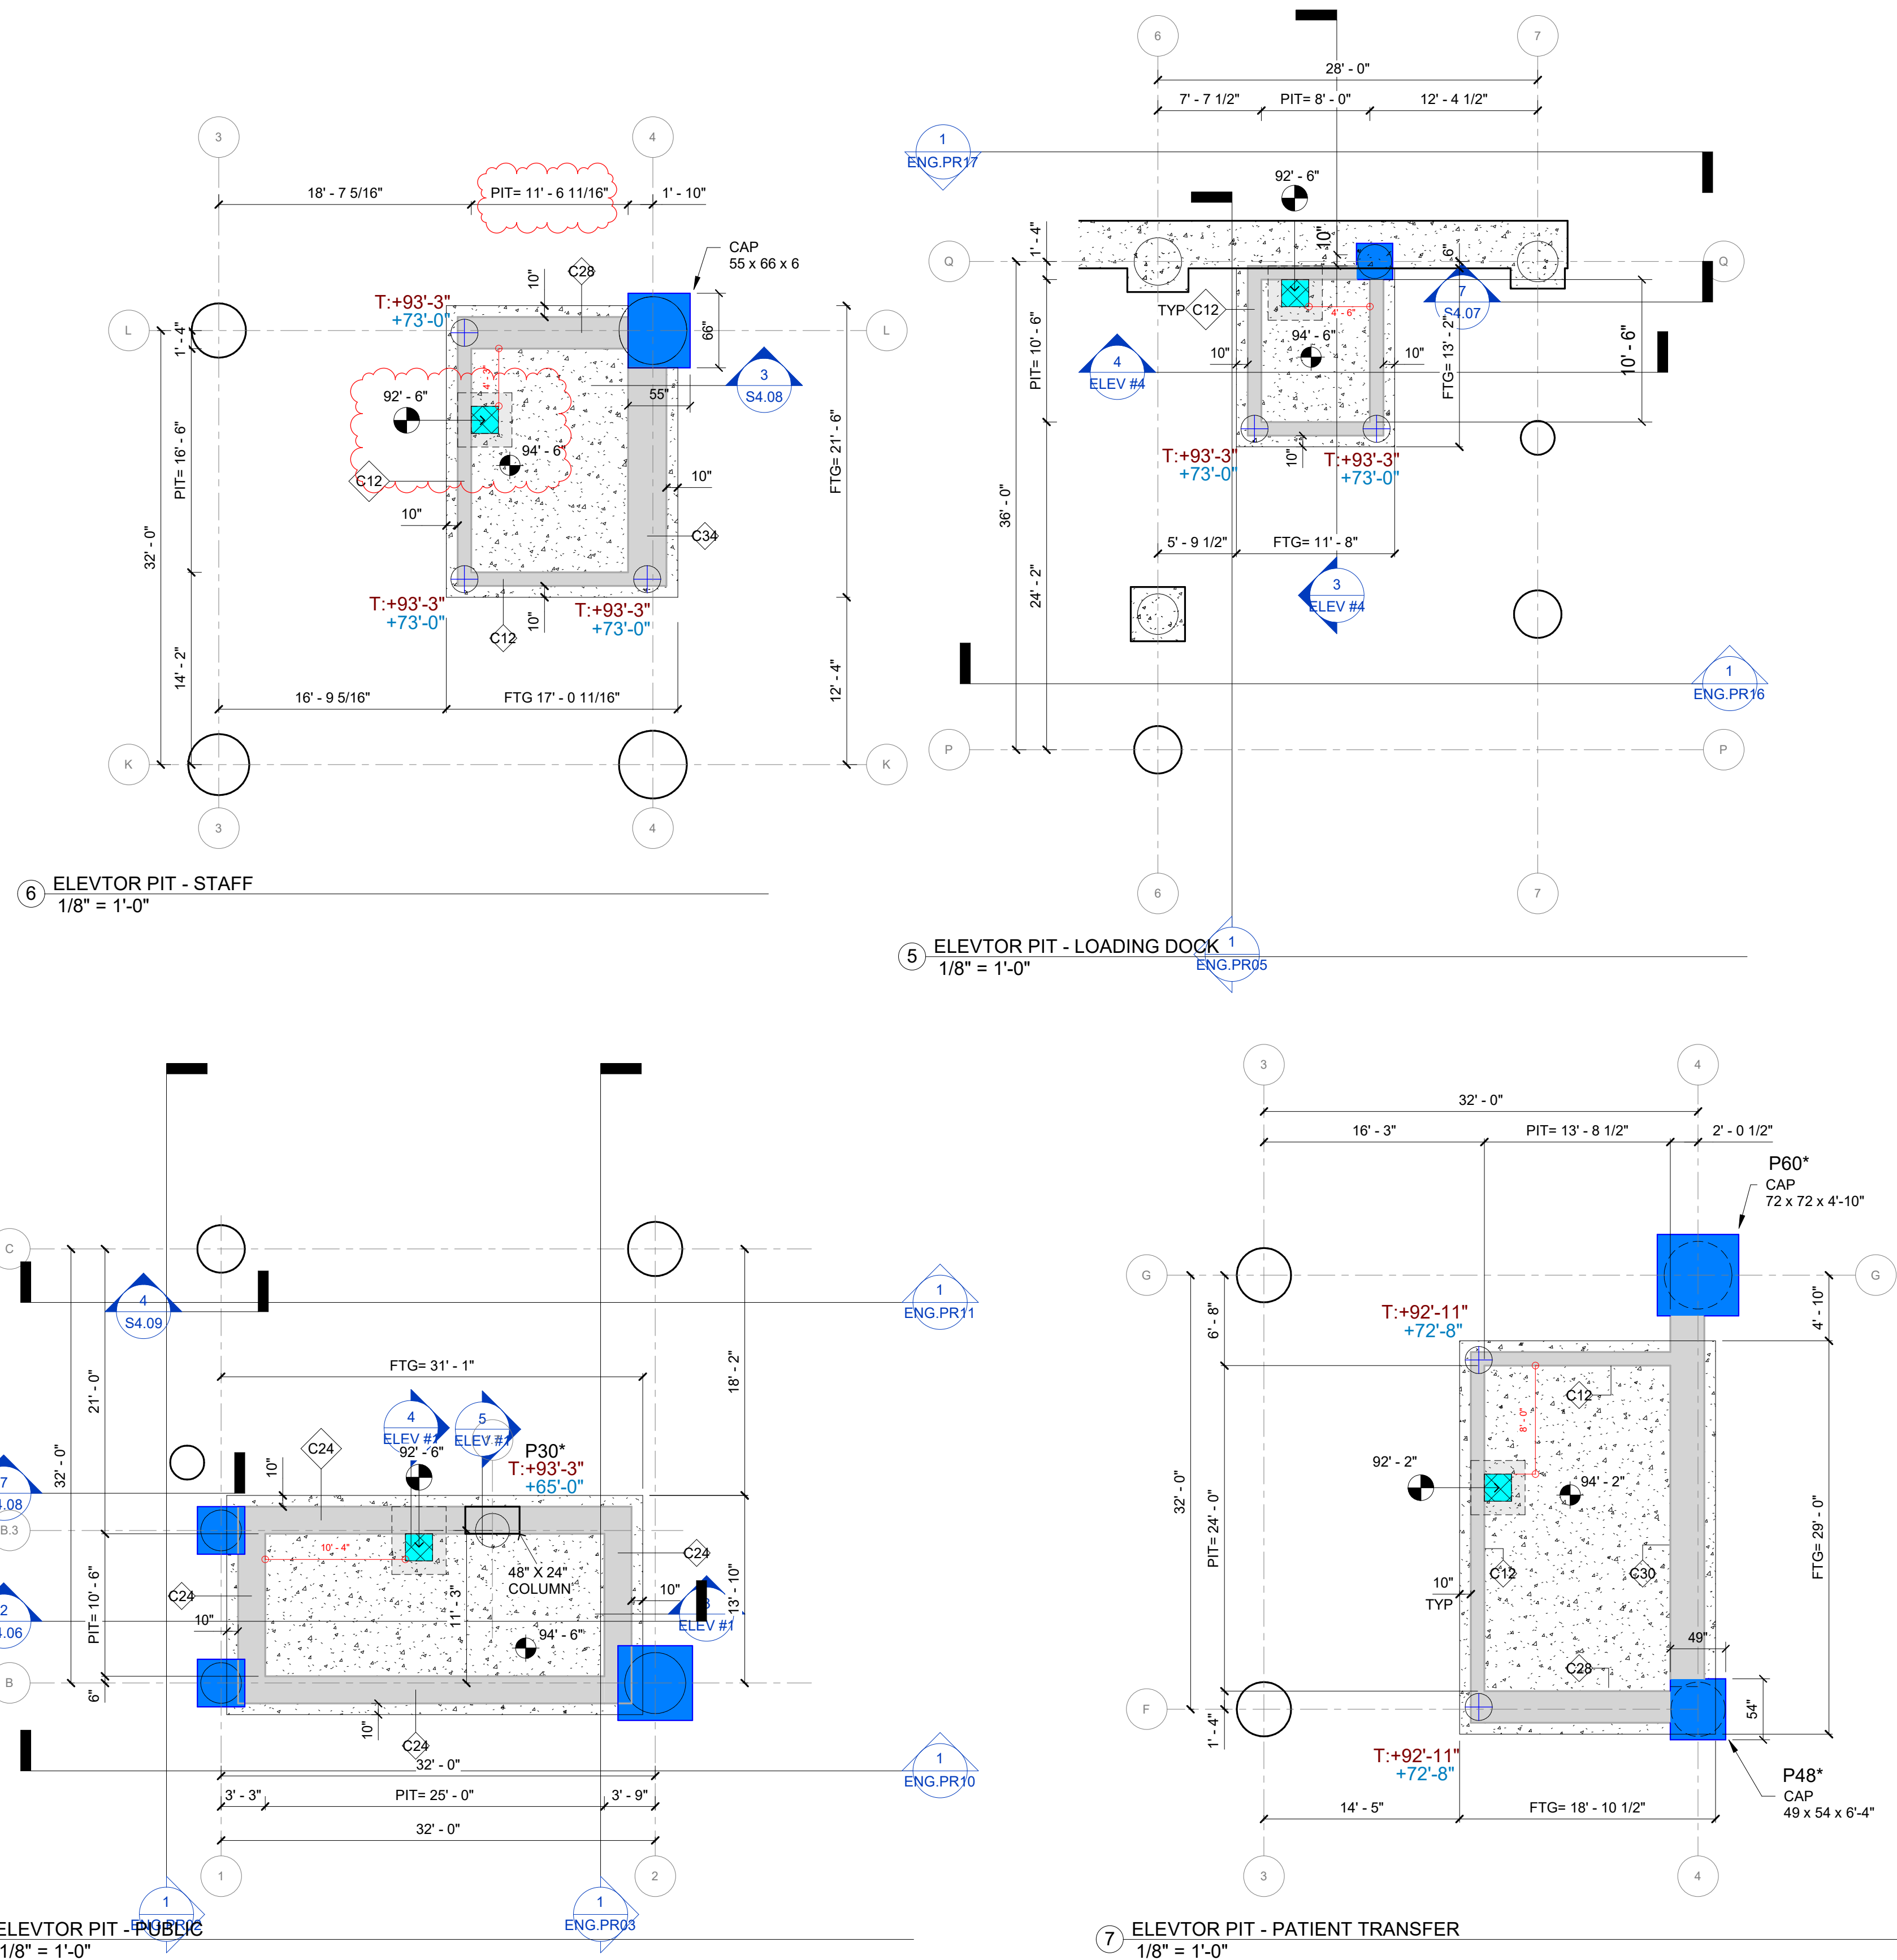 3
4
18' - 7 5/16"
PIT= 11' - 6 11/16"
1' - 10"
CAP
55 x 66 x 6
C28
10"
T:+93'-3"
+73'-0"
L
L
1'- 4"
66"
4' - 3"
3
S4.08
55"
92' - 6"
94' - 6"
C12
10"
10"
C34
PIT= 16' - 6"
32' - 0"
FTG= 21' - 6"
T:+93'-3"
+73'-0"
T:+93'-3"
+73'-0"
C12
10"
14' - 2"
12' - 4"
16' - 9 5/16"
FTG 17' - 0 11/16"
K
K
3
4
6
ELEVTOR PIT - STAFF
1/8" = 1'-0"
6
7
28' - 0"
7' - 7 1/2"
PIT= 8' - 0"
12' - 4 1/2"
1
ENG.PR17
92' - 6"
1' - 4"
10"
6"
Q
Q
TYP
C12
4' - 6"
7
S4.07
94' - 6"
10"
10"
4
ELEV #4
PIT= 10' - 6"
FTG= 13' - 2"
10' - 6"
T:+93'-3"
+73'-0"
10"
T:+93'-3"
+73'-0"
36' - 0"
24' - 2"
5' - 9 1/2"
FTG= 11' - 8"
3
ELEV #4
1
ENG.PR16
P
P
6
7
5
ELEVTOR PIT - LOADING DOCK
1/8" = 1'-0"
1
ENG.PR05
C
4
S4.09
1
ENG.PR11
FTG= 31' - 1"
21' - 0"
32' - 0"
18' - 2"
4
ELEV #1
5
ELEV #1
92' - 6"
C24
10"
P30*
T:+93'-3"
+65'-0"
7
4.08
B.3
10' - 4"
48" X 24"
COLUMN
C24
C24
10"
10"
PIT= 10' - 6"
11' - 3"
13' - 10"
2
4.06
ELEV #1
94' - 6"
B
6"
10"
C24
32' - 0"
3' - 3"
PIT= 25' - 0"
3' - 9"
32' - 0"
1
ENG.PR10
1
2
1
ENG.PR02
1
ENG.PR03
ELEVTOR PIT - PUBLIC
1/8" = 1'-0"
3
4
32' - 0"
16' - 3"
PIT= 13' - 8 1/2"
2' - 0 1/2"
P60*
CAP
72 x 72 x 4'-10"
G
G
6' - 8"
4' - 10"
T:+92'-11"
+72'-8"
C12
8' - 0"
92' - 2"
94' - 2"
32' - 0"
PIT= 24' - 0"
FTG= 29' - 0"
10"
TYP
C12
C30
49"
C28
F
1' - 4"
54"
T:+92'-11"
+72'-8"
P48*
CAP
49 x 54 x 6'-4"
14' - 5"
FTG= 18' - 10 1/2"
3
4
7
ELEVTOR PIT - PATIENT TRANSFER
1/8" = 1'-0"